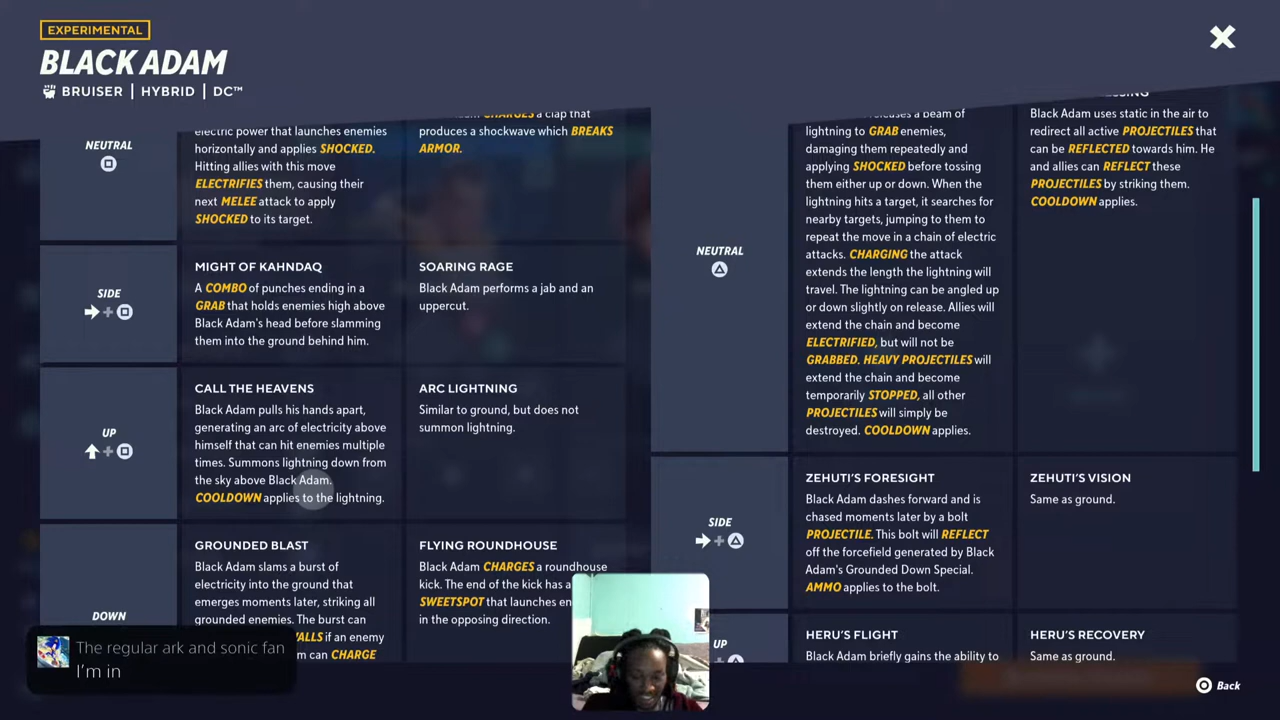 EXPERIMENTAL
BLACK ADAM
BRUISER | HYBRID | DC™
NEUTRAL
electric power that launches enemies
horizontally and applies SHOCKED.
Hitting allies with this move
ELECTRIFIES them, causing their
next MELEE attack to apply
SHOCKED to its target.
CHARGES a clap that
produces a shockwave which BREAKS
ARMOR.
SIDE
+
MIGHT OF KAHNDAQ
A COMBO of punches ending in a
GRAB that holds enemies high above
Black Adam's head before slamming
them into the ground behind him.
SOARING RAGE
Black Adam performs a jab and an
uppercut.
UP
+
CALL THE HEAVENS
Black Adam pulls his hands apart,
generating an arc of electricity above
himself that can hit enemies multiple
times. Summons lightning down from
the sky above Black Adam.
COOLDOWN applies to the lightning.
ARC LIGHTNING
Similar to ground, but does not
summon lightning.
DOWN
GROUNDED BLAST
Black Adam slams a burst of
electricity into the ground that
emerges moments later, striking all
grounded enemies. The burst can
if an enemy
can CHARGE
FLYING ROUNDHOUSE
Black Adam CHARGES a roundhouse
kick. The end of the kick has a
SWEETSPOT that launches
in the opposing direction.
NEUTRAL
a beam of
lightning to GRAB enemies,
damaging them repeatedly and
applying SHOCKED before tossing
them either up or down. When the
lightning hits a target, it searches for
nearby targets, jumping to them to
repeat the move in a chain of electric
attacks. CHARGING the attack
extends the length the lightning will
travel. The lightning can be angled up
or down slightly on release. Allies will
extend the chain and become
ELECTRIFIED, but will not be
GRABBED. HEAVY PROJECTILES will
extend the chain and become
temporarily STOPPED, all other
PROJECTILES will simply be
destroyed. COOLDOWN applies.
Black Adam uses static in the air to
redirect all active PROJECTILES that
can be REFLECTED towards him. He
and allies can REFLECT these
PROJECTILES by striking them.
COOLDOWN applies.
SIDE
+
ZEHUTI'S FORESIGHT
Black Adam dashes forward and is
chased moments later by a bolt
PROJECTILE. This bolt will REFLECT
off the forcefield generated by Black
Adam's Grounded Down Special.
AMMO applies to the bolt.
ZEHUTI'S VISION
Same as ground.
UP
HERU'S FLIGHT
Black Adam briefly gains the ability to
HERU'S RECOVERY
Same as ground.
The regular ark and sonic fan
I'm in
Back